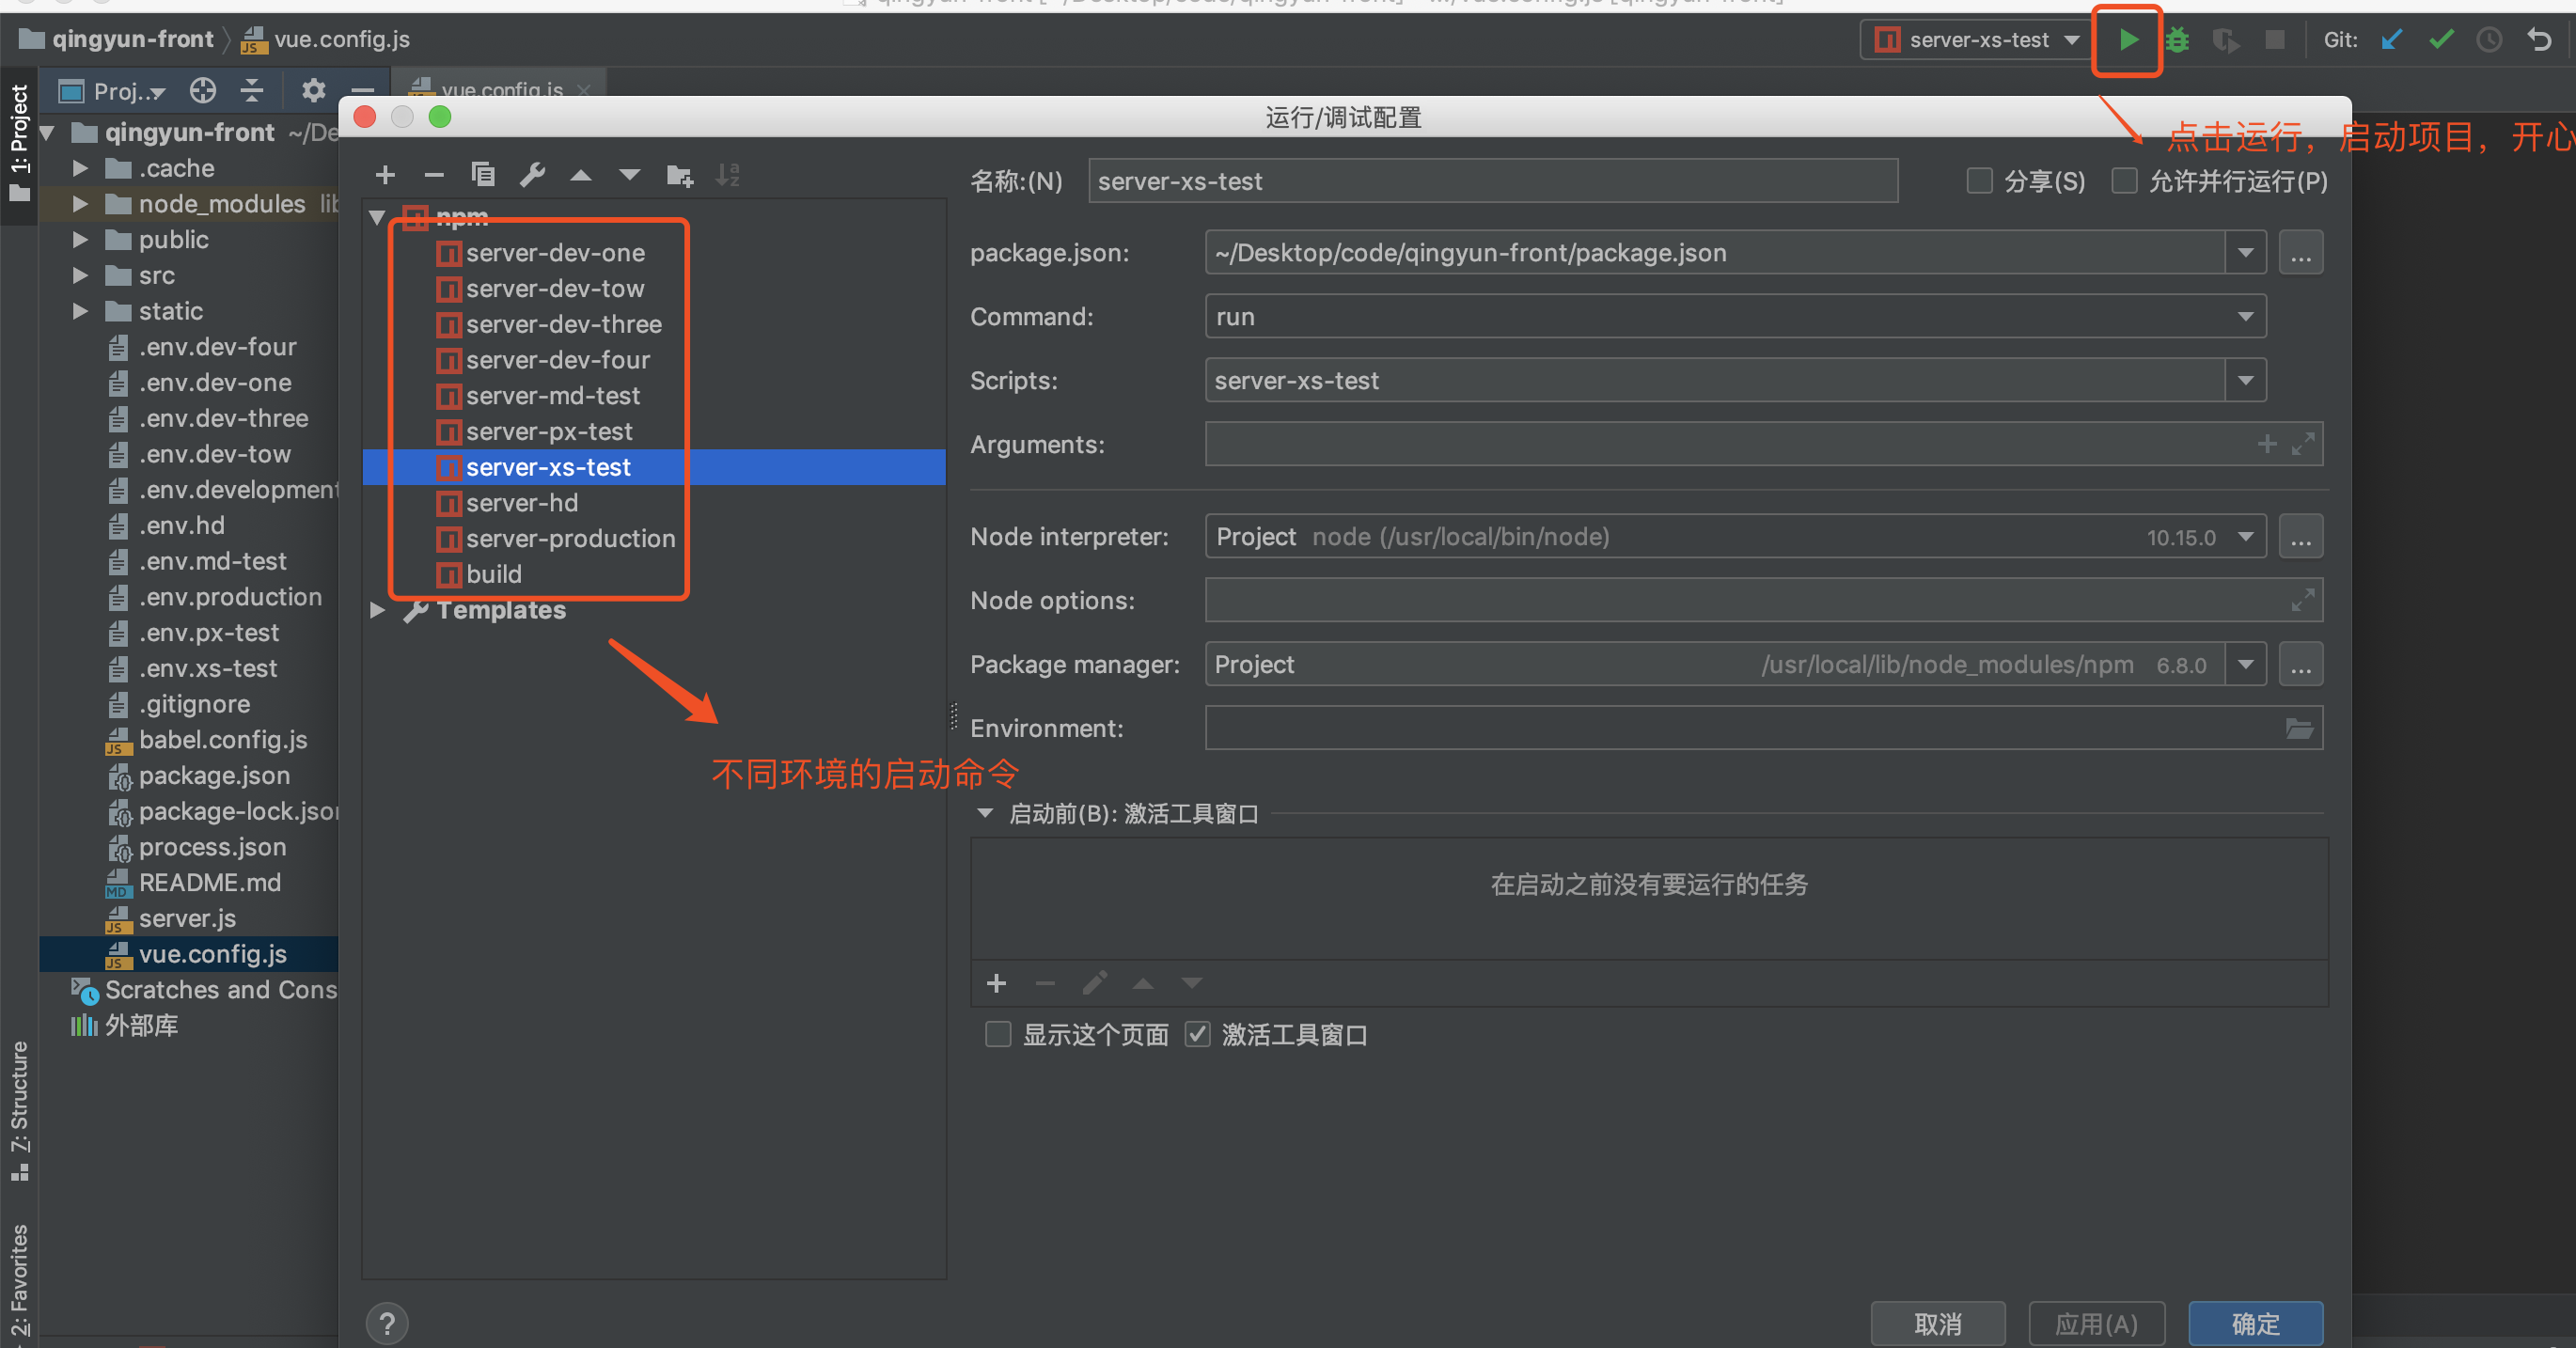 qingyun-front
vue.config.js
server-xs-test
Git:
Proj...
vue.config.js
1: Project
7: Structure
2: Favorites
qingyun-front ~/De
.cache
node_modules lib
public
src
static
.env.dev-four
.env.dev-one
.env.dev-three
.env.dev-tow
.env.development
.env.hd
.env.md-test
.env.production
.env.px-test
.env.xs-test
.gitignore
babel.config.js
package.json
package-lock.json
process.json
README.md
server.js
vue.config.js
Scratches and Cons
外部库
运行/调试配置
点击运行，启动项目，开心
npm
server-dev-one
server-dev-tow
server-dev-three
server-dev-four
server-md-test
server-px-test
server-xs-test
server-hd
server-production
build
Templates
不同环境的启动命令
名称:(N) server-xs-test 分享(S) 允许并行运行(P)
package.json: ~/Desktop/code/qingyun-front/package.json ...
Command: run
Scripts: server-xs-test
Arguments:
Node interpreter: Project node (/usr/local/bin/node) 10.15.0 ...
Node options:
Package manager: Project /usr/local/lib/node_modules/npm 6.8.0 ...
Environment:
启动前(B): 激活工具窗口
在启动之前没有要运行的任务
显示这个页面 激活工具窗口
?
取消 应用(A) 确定